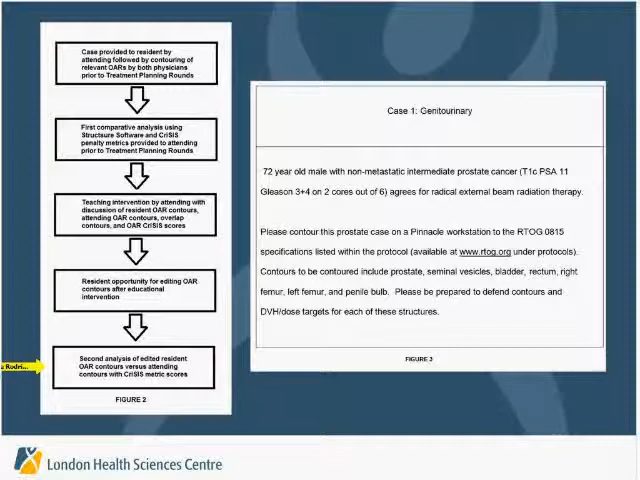 Case provided to resident by
attending followed by contouring of
relevant OARs by both physicians
prior to Treatment Planning Rounds
First comparative analysis using
Structsure Software and CriSIS
penalty metrics provided to attending
prior to Treatment Planning Rounds
Teaching intervention by attending with
discussion of resident OAR contours,
attending OAR contours, overlap
contours, and OAR CriSIS scores
Resident opportunity for editing OAR
contours after educational
intervention
Second analysis of edited resident
OAR contours versus attending
contours with CriSIS metric scores
FIGURE 2
Case 1: Genitourinary
72 year old male with non-metastatic intermediate prostate cancer (T1c PSA 11
Gleason 3+4 on 2 cores out of 6) agrees for radical external beam radiation therapy.
Please contour this prostate case on a Pinnacle workstation to the RTOG 0815
specifications listed within the protocol (available at www.rtog.org under protocols).
Contours to be contoured include prostate, seminal vesicles, bladder, rectum, right
femur, left femur, and penile bulb. Please be prepared to defend contours and
DVH/dose targets for each of these structures.
FIGURE 3
Rodri...
London Health Sciences Centre